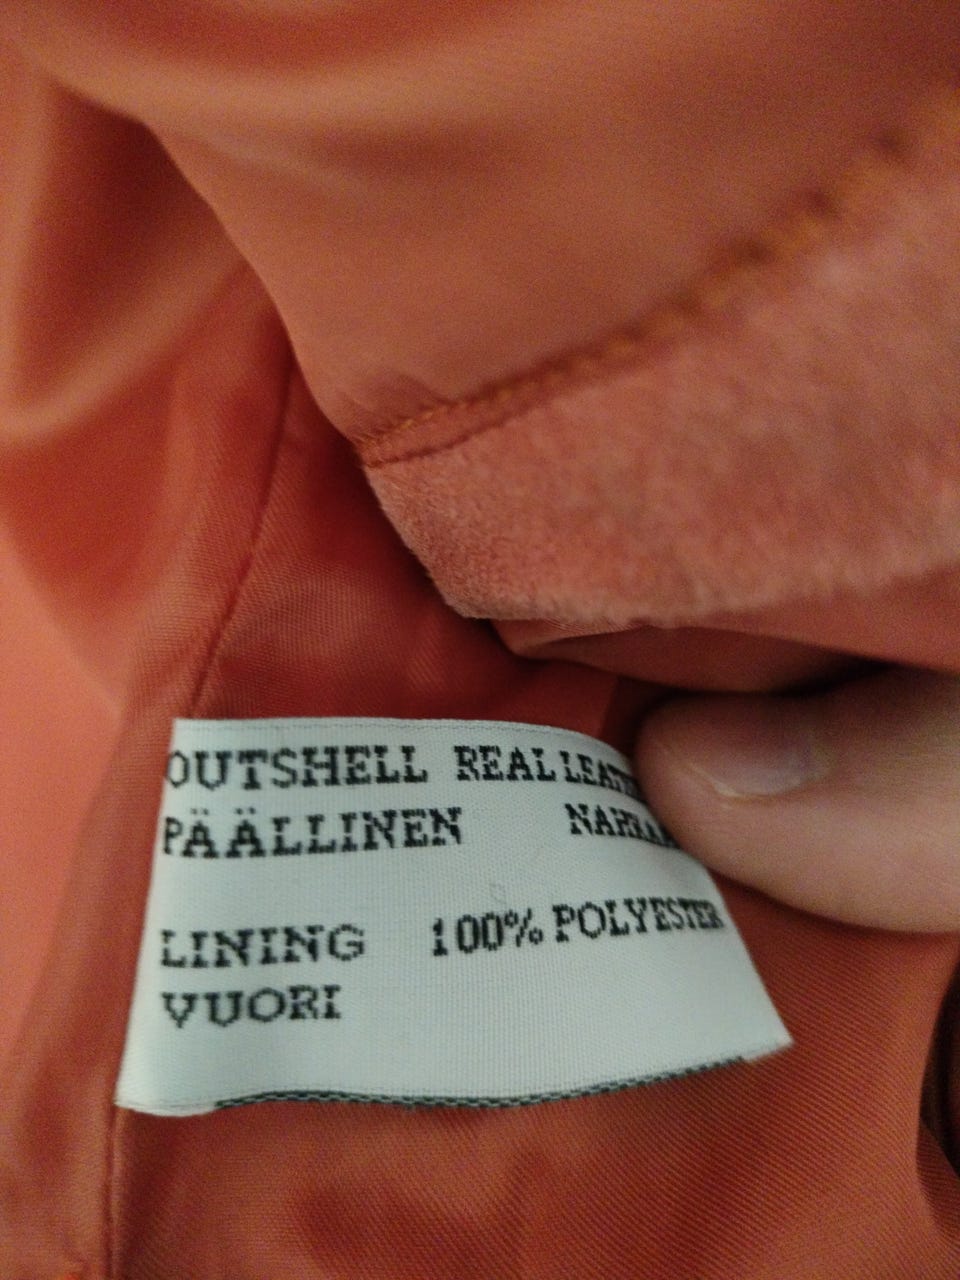 OUTSHELL REAL
PÄÄLLINEN
LINING 100% POLYESTER
VUORI